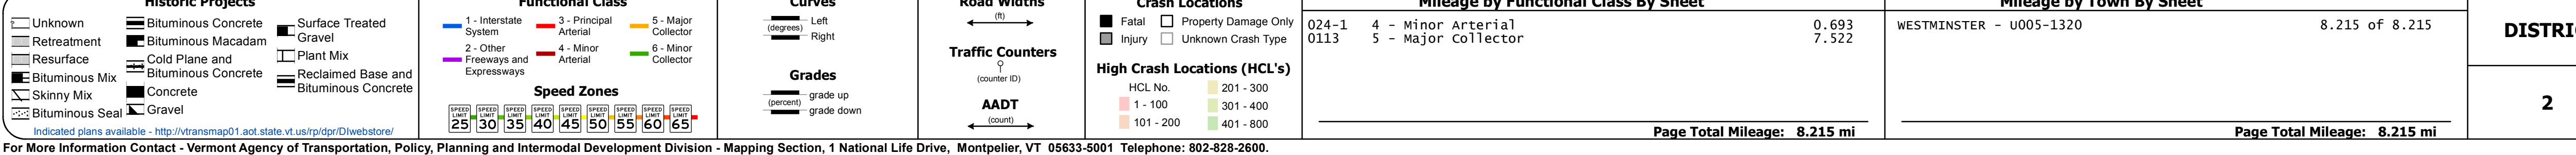 Historic Projects
Unknown
Retreatment
Resurface
Bituminous Mix
Skinny Mix
Bituminous Seal
Bituminous Concrete
Bituminous Macadam
Cold Plane and
Bituminous Concrete
Concrete
Gravel
Surface Treated
Gravel
Plant Mix
Reclaimed Base and
Bituminous Concrete
Indicated plans available - http://vtransmap01.aot.state.vt.us/rp/dpr/DIwebstore/
Functional Class
1 - Interstate
System
2 - Other
Freeways and
Expressways
3 - Principal
Arterial
4 - Minor
Arterial
5 - Major
Collector
6 - Minor
Collector
Speed Zones
SPEED LIMIT 25
SPEED LIMIT 30
SPEED LIMIT 35
SPEED LIMIT 40
SPEED LIMIT 45
SPEED LIMIT 50
SPEED LIMIT 55
SPEED LIMIT 60
SPEED LIMIT 65
Curves
(degrees)
Left
Right
Grades
(percent)
grade up
grade down
Road Widths
(ft)
Traffic Counters
(counter ID)
AADT
(count)
Crash Locations
Fatal
Property Damage Only
Injury
Unknown Crash Type
High Crash Locations (HCL's)
HCL No.
1 - 100
101 - 200
201 - 300
301 - 400
401 - 800
Mileage by Functional Class By Sheet
024-1 4 - Minor Arterial 0.693
0113 5 - Major Collector 7.522
Page Total Mileage: 8.215 mi
Mileage by Town By Sheet
WESTMINSTER - U005-1320 8.215 of 8.215
Page Total Mileage: 8.215 mi
DISTRI
2
For More Information Contact - Vermont Agency of Transportation, Policy, Planning and Intermodal Development Division - Mapping Section, 1 National Life Drive, Montpelier, VT 05633-5001 Telephone: 802-828-2600.